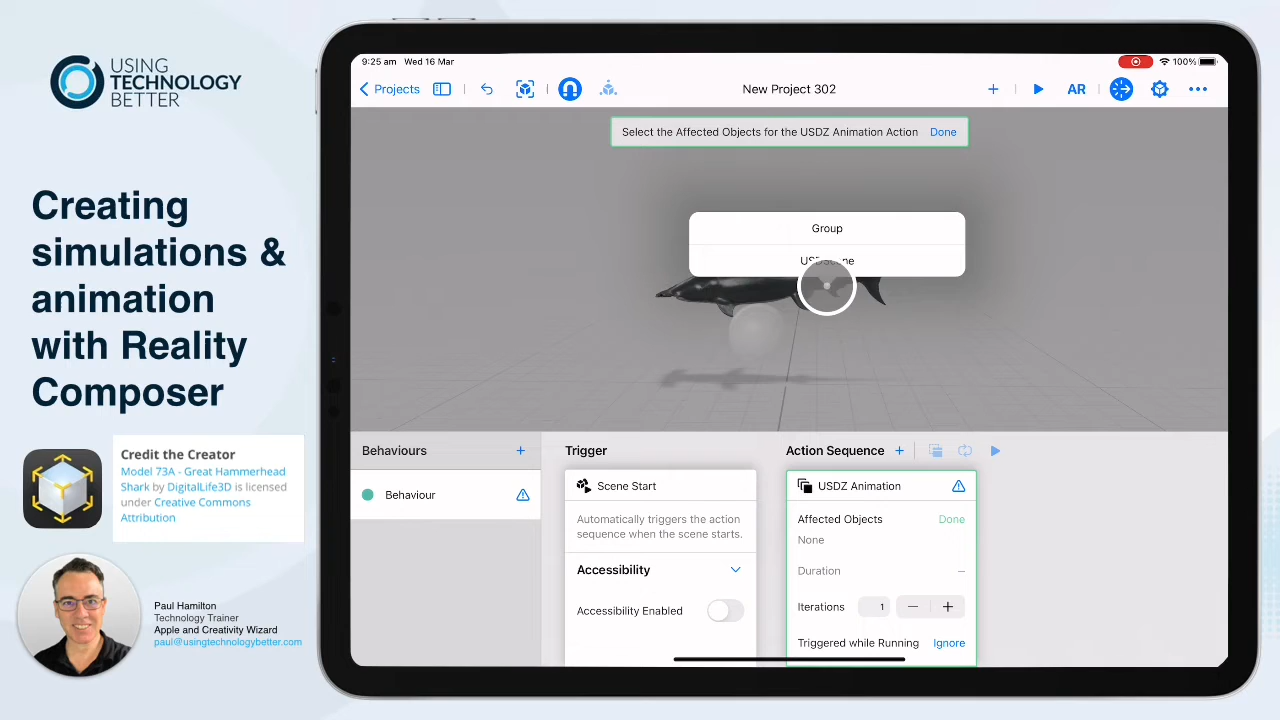 USING
TECHNOLOGY
BETTER
Creating
simulations &
animation
with Reality
Composer
Credit the Creator
Model 73A - Great Hammerhead
Shark by DigitalLife3D is licensed
under Creative Commons
Attribution
Paul Hamilton
Technology Trainer
Apple and Creativity Wizard
paul@usingtechnologybetter.com
9:25 am Wed 16 Mar
100%
Projects
New Project 302
AR
Select the Affected Objects for the USDZ Animation Action Done
Group
USDScene
Behaviours
Behaviour
Trigger
Scene Start
Automatically triggers the action
sequence when the scene starts.
Accessibility
Accessibility Enabled
Action Sequence
USDZ Animation
Affected Objects Done
None
Duration –
Iterations 1
Triggered while Running Ignore